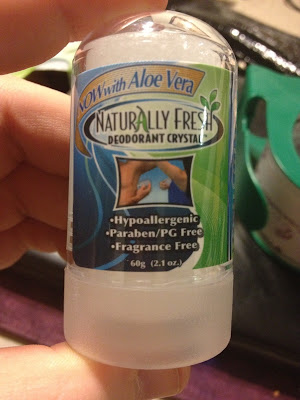 NOW with Aloe Vera
NATURALLY FRESH
DEODORANT CRYSTAL
•Hypoallergenic
•Paraben/PG Free
•Fragrance Free
60g (2.1 oz.)